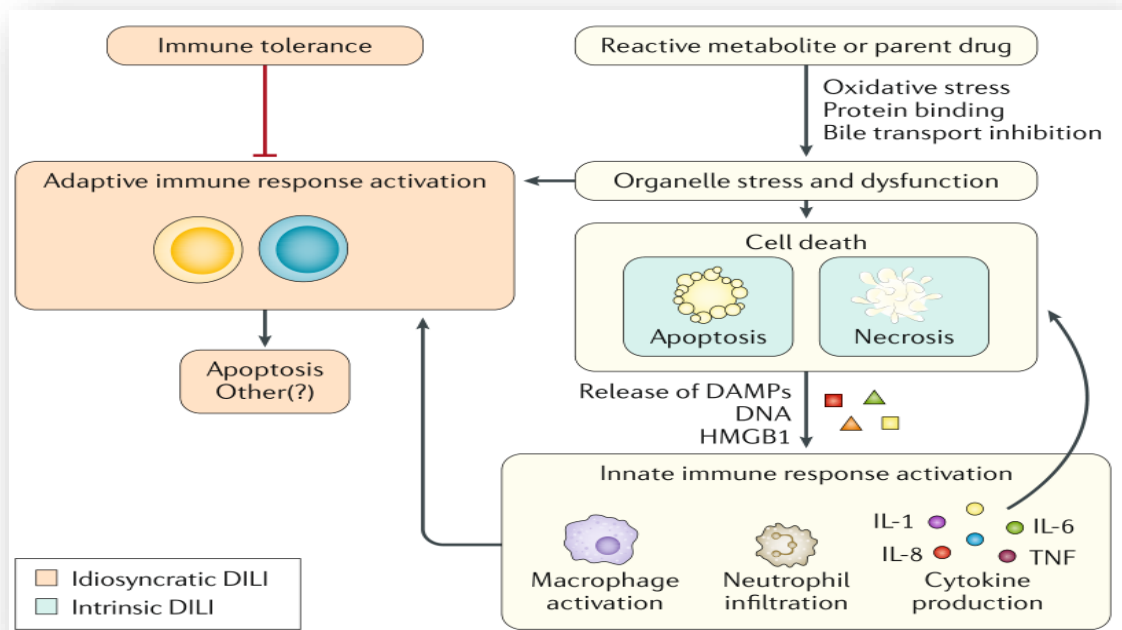 Immune tolerance
Reactive metabolite or parent drug
Oxidative stress
Protein binding
Bile transport inhibition
Adaptive immune response activation
Organelle stress and dysfunction
Cell death
Apoptosis
Necrosis
Apoptosis
Other(?)
Release of DAMPs
DNA
HMGB1
Innate immune response activation
IL-1
IL-6
IL-8
TNF
Macrophage
activation
Neutrophil
infiltration
Cytokine
production
Idiosyncratic DILI
Intrinsic DILI